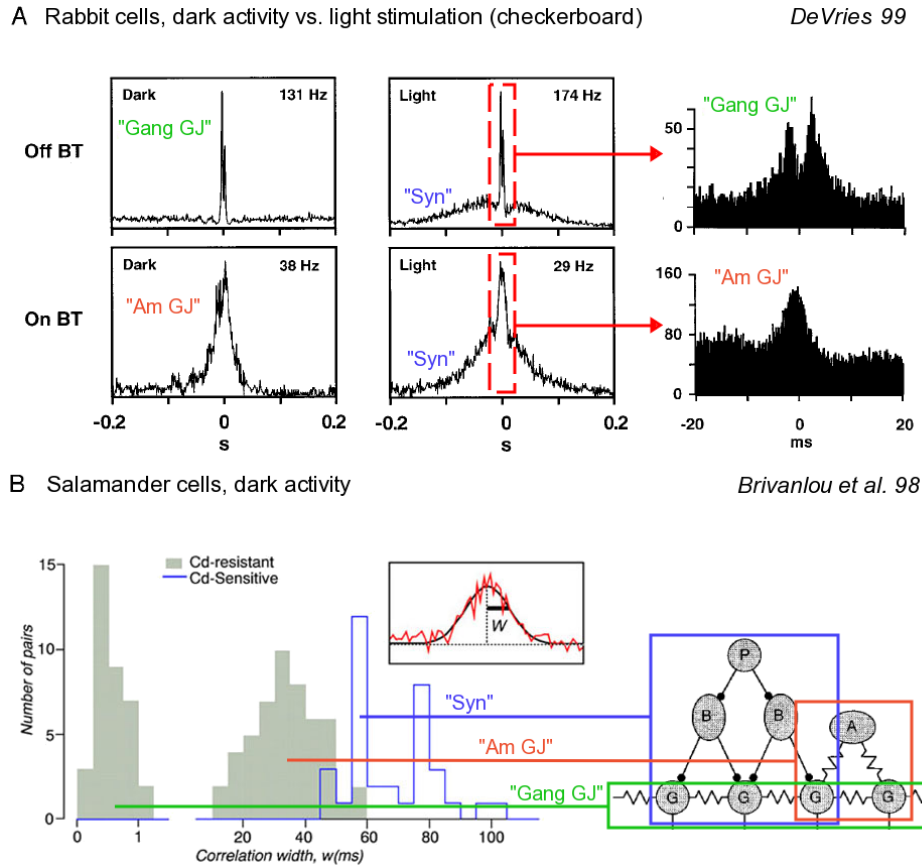 A Rabbit cells, dark activity vs. light stimulation (checkerboard) DeVries 99
Off BT
Dark 131 Hz
"Gang GJ"
Light 174 Hz
"Syn"
"Gang GJ"
50
0
On BT
Dark 38 Hz
"Am GJ"
Light 29 Hz
"Syn"
"Am GJ"
160
80
0
-0.2 0 0.2
s
-0.2 0 0.2
s
-20 0 20
ms
B Salamander cells, dark activity Brivanlou et al. 98
Number of pairs
15
10
5
0
Cd-resistant
Cd-Sensitive
w
"Syn"
"Am GJ"
"Gang GJ"
P
B B A
G G G G
0 1 20 40 60 80 100
Correlation width, w(ms)